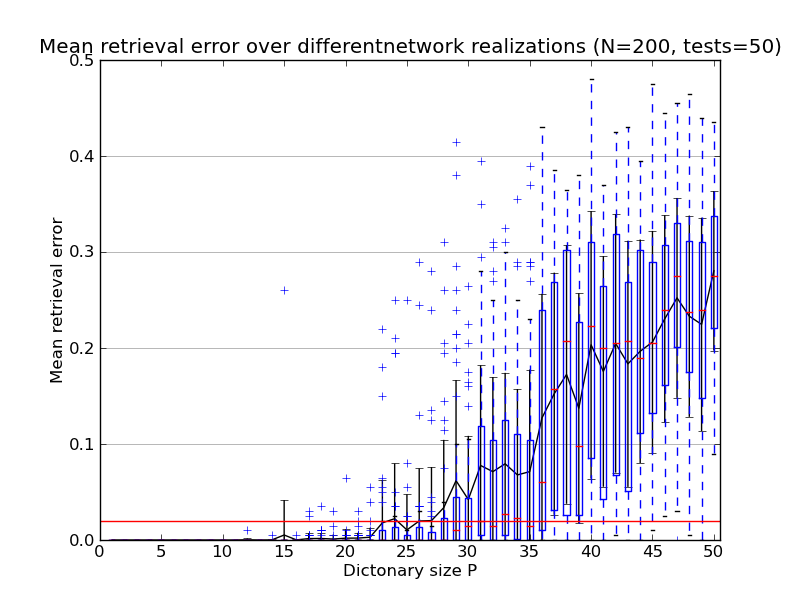 Mean retrieval error over differentnetwork realizations (N=200, tests=50)
0.5
0.4
0.3
0.2
0.1
0.0
Mean retrieval error
0 5 10 15 20 25 30 35 40 45 50
Dictonary size P